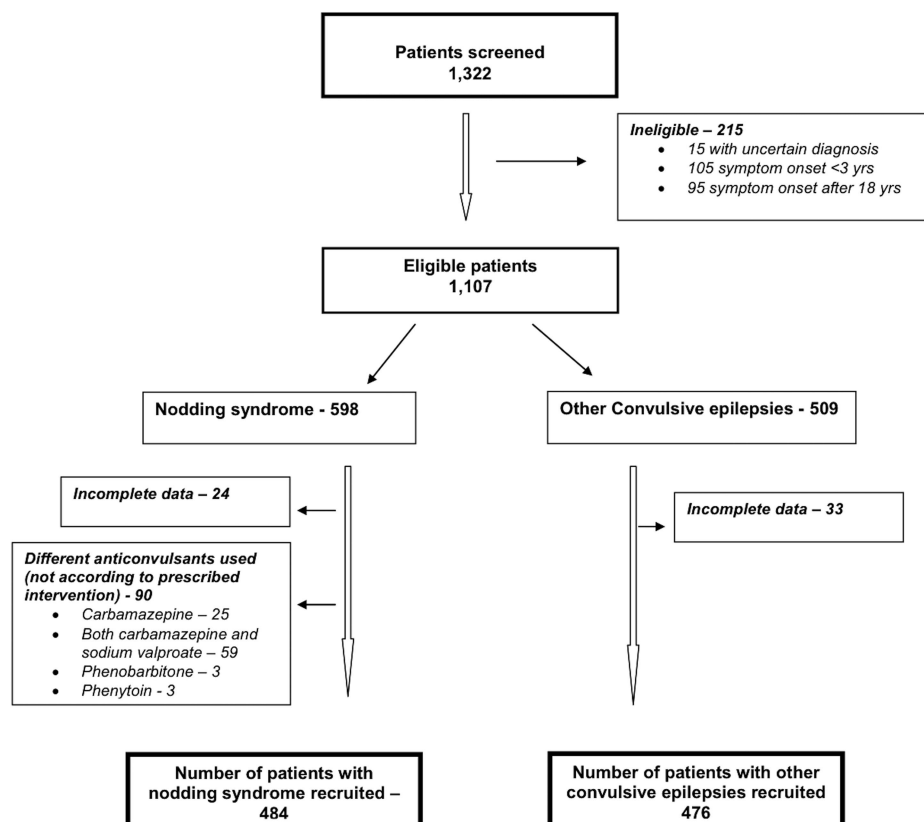 Patients screened
1,322
Ineligible – 215
• 15 with uncertain diagnosis
• 105 symptom onset <3 yrs
• 95 symptom onset after 18 yrs
Eligible patients
1,107
Nodding syndrome - 598
Other Convulsive epilepsies - 509
Incomplete data – 24
Incomplete data – 33
Different anticonvulsants used
(not according to prescribed
intervention) - 90
• Carbamazepine – 25
• Both carbamazepine and
sodium valproate – 59
• Phenobarbitone – 3
• Phenytoin - 3
Number of patients with
nodding syndrome recruited –
484
Number of patients with other
convulsive epilepsies recruited
476